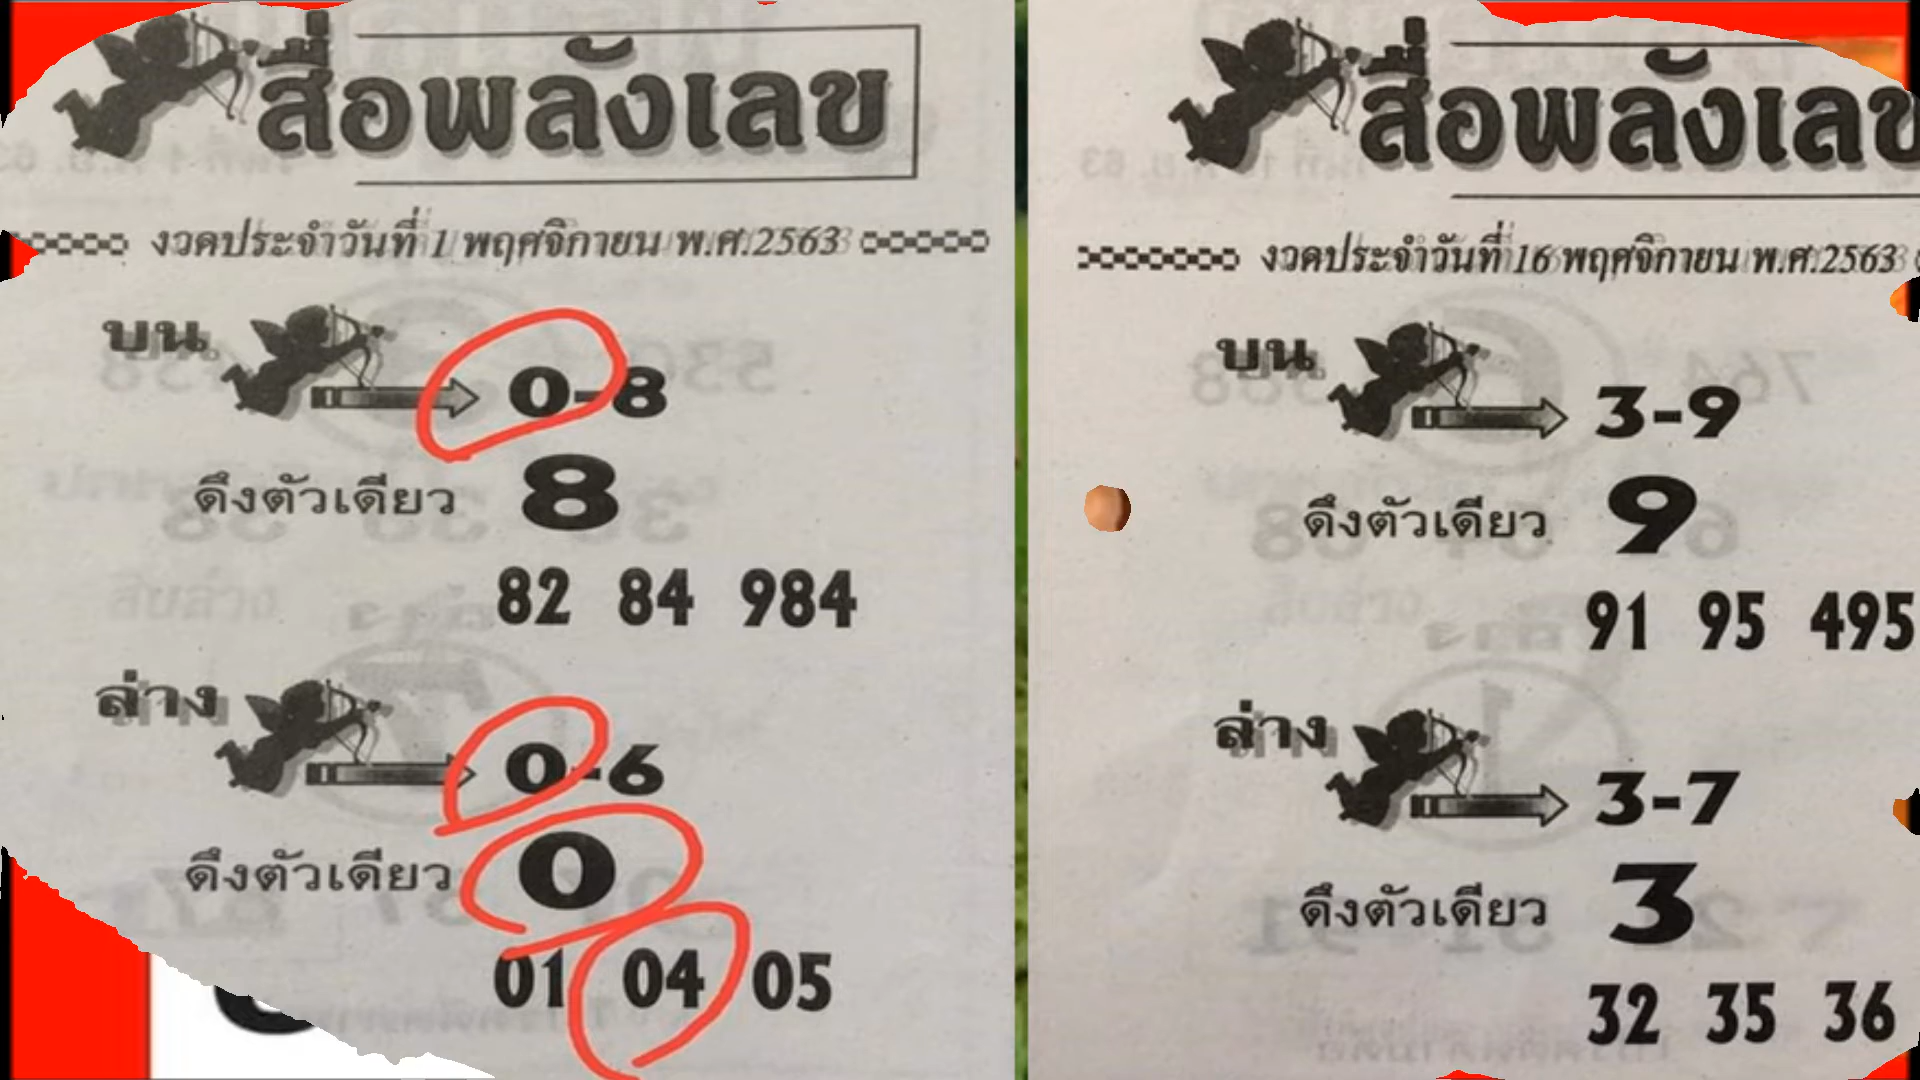 สื่อพลังเลข
งวดประจำวันที่ 1 พฤศจิกายน พ.ศ.2563
บน
0-8
ดึงตัวเดียว 8
82 84 984
ล่าง
0-6
ดึงตัวเดียว 0
01 04 05
สื่อพลังเลข
งวดประจำวันที่ 16 พฤศจิกายน พ.ศ.2563
บน
3-9
ดึงตัวเดียว 9
91 95 495
ล่าง
3-7
ดึงตัวเดียว 3
32 35 36